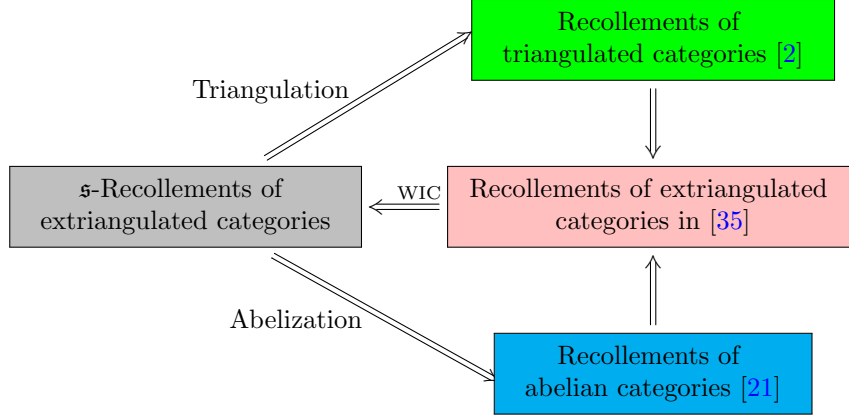 Recollements of
triangulated categories [2]
Triangulation
𝔰-Recollements of
extriangulated categories
WIC
Recollements of extriangulated
categories in [35]
Abelization
Recollements of
abelian categories [21]